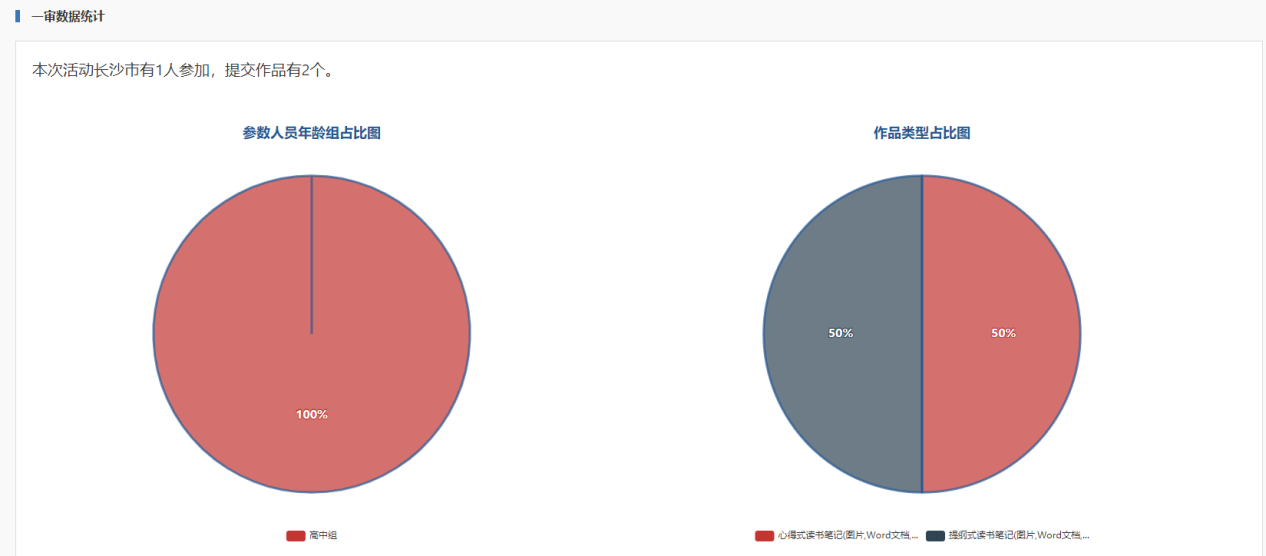 一审数据统计
本次活动长沙市有1人参加，提交作品有2个。
参数人员年龄组占比图
作品类型占比图
50%
50%
100%
高中组
心得式读书笔记(图片,Word文档,...
提纲式读书笔记(图片,Word文档,...